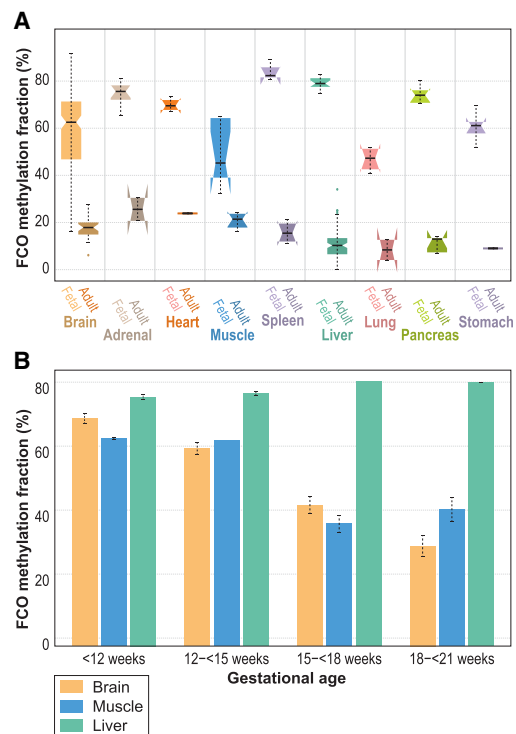 A
FCO methylation fraction (%)
80
60
40
20
0
Fetal Adult Fetal Adult Fetal Adult Fetal Adult Fetal Adult Fetal Adult Fetal Adult Fetal Adult Fetal Adult
Brain Adrenal Heart Muscle Spleen Liver Lung Pancreas Stomach
B
FCO methylation fraction (%)
80
60
40
20
0
<12 weeks 12–<15 weeks 15–<18 weeks 18–<21 weeks
Gestational age
Brain
Muscle
Liver